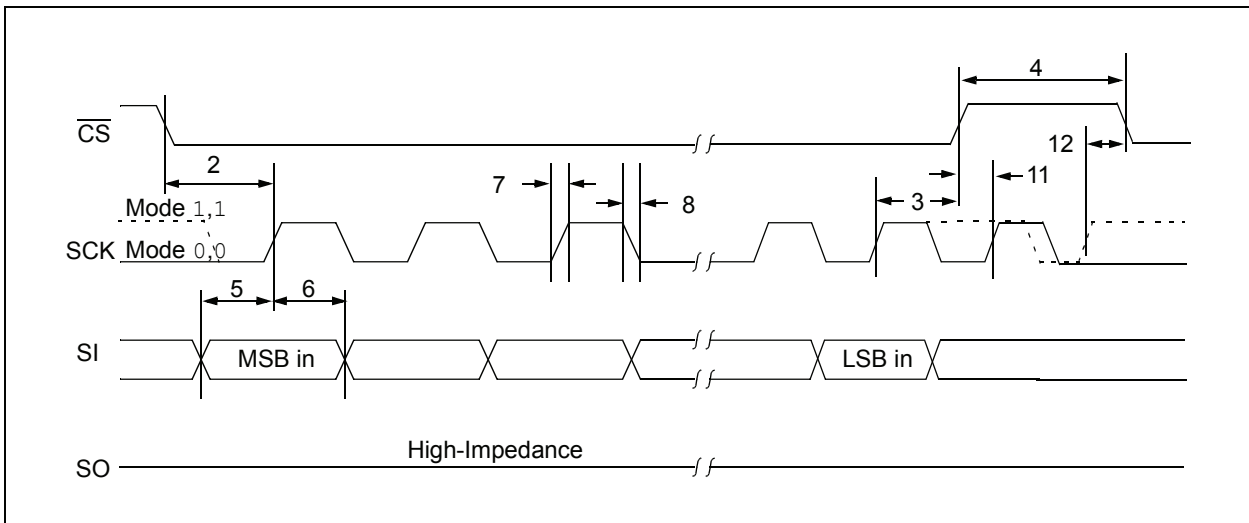 4
CS
12
2
7
8
3
11
Mode 1,1
SCK Mode 0,0
5
6
SI
MSB in
LSB in
High-Impedance
SO